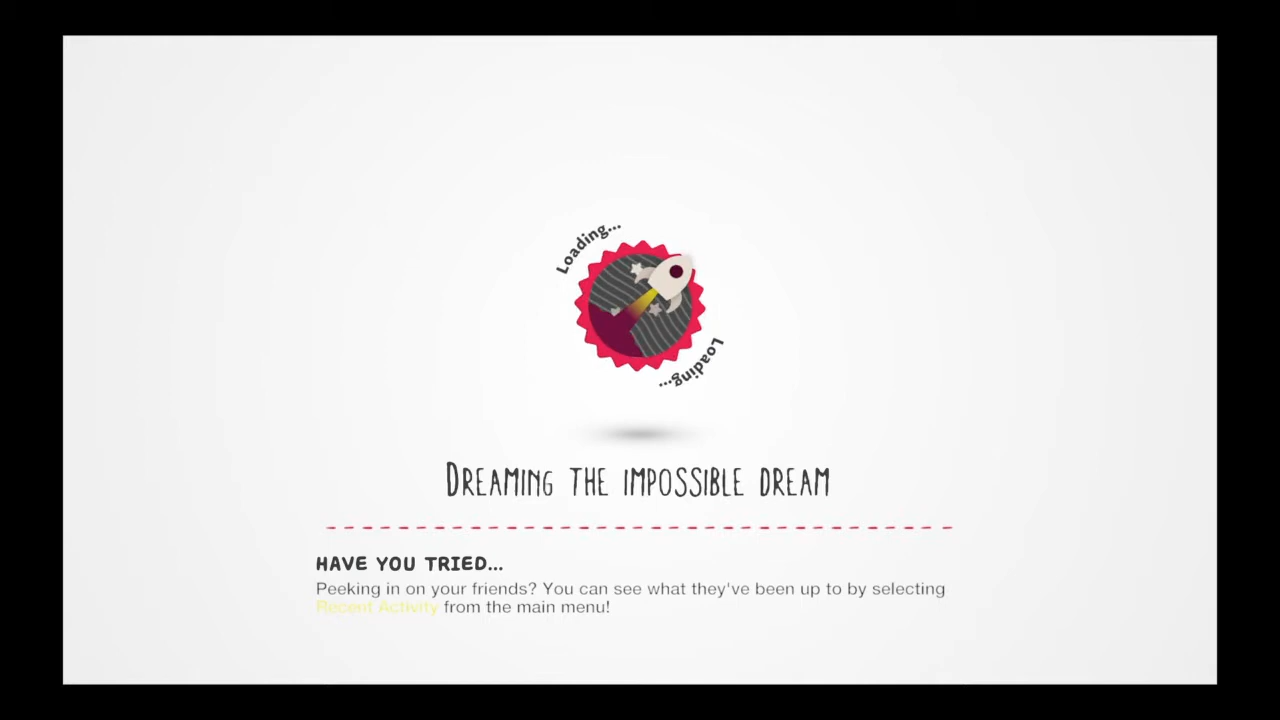 Loading...
Loading...
Dreaming the impossible dream
HAVE YOU TRIED...
Peeking in on your friends? You can see what they've been up to by selecting
Recent Activity from the main menu!